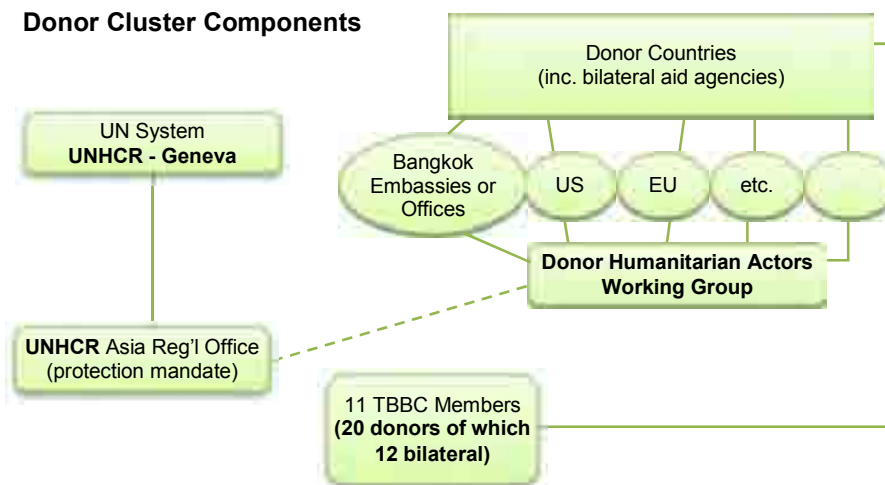 Donor Cluster Components
Donor Countries
(inc. bilateral aid agencies)
UN System
UNHCR - Geneva
Bangkok
Embassies or
Offices
US
EU
etc.
Donor Humanitarian Actors
Working Group
UNHCR Asia Reg'l Office
(protection mandate)
11 TBBC Members
(20 donors of which
12 bilateral)